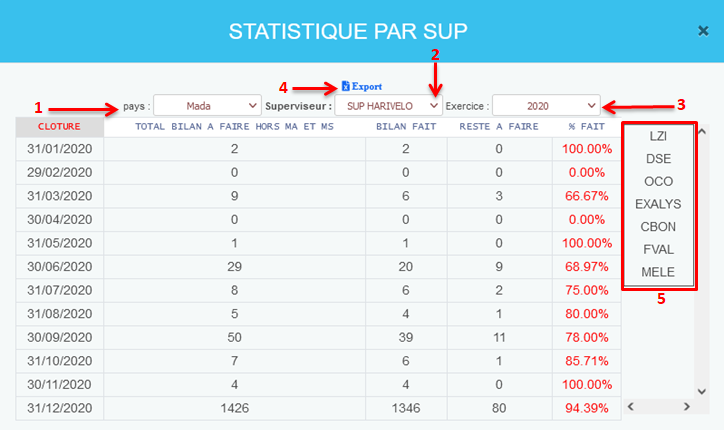 STATISTIQUE PAR SUP ×
2
4 Export
1 pays : Mada Superviseur : SUP HARIVELO Exercice : 2020 3
CLOTURE TOTAL BILAN A FAIRE HORS MA ET MS BILAN FAIT RESTE A FAIRE % FAIT
31/01/2020 2 2 0 100.00%
29/02/2020 0 0 0 0.00%
31/03/2020 9 6 3 66.67%
30/04/2020 0 0 0 0.00%
31/05/2020 1 1 0 100.00%
30/06/2020 29 20 9 68.97%
31/07/2020 8 6 2 75.00%
31/08/2020 5 4 1 80.00%
30/09/2020 50 39 11 78.00%
31/10/2020 7 6 1 85.71%
30/11/2020 4 4 0 100.00%
31/12/2020 1426 1346 80 94.39%
LZI
DSE
OCO
EXALYS
CBON
FVAL
MELE
5